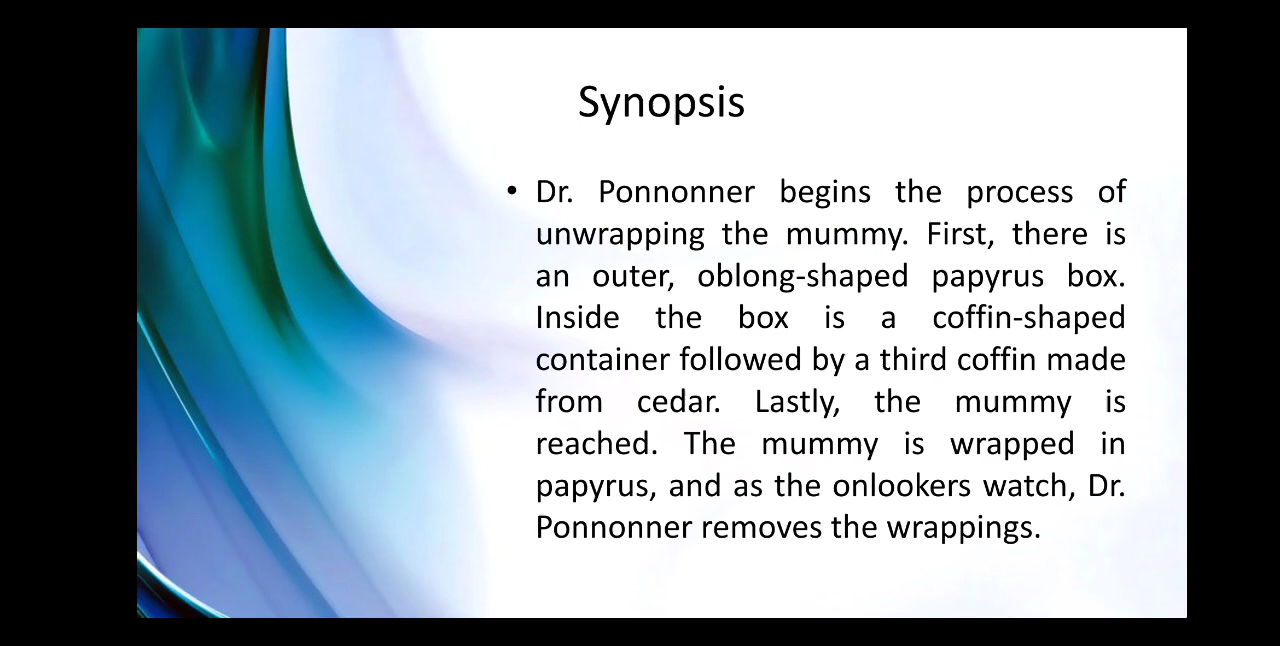 Synopsis
• Dr. Ponnonner begins the process of
unwrapping the mummy. First, there is
an outer, oblong-shaped papyrus box.
Inside the box is a coffin-shaped
container followed by a third coffin made
from cedar. Lastly, the mummy is
reached. The mummy is wrapped in
papyrus, and as the onlookers watch, Dr.
Ponnonner removes the wrappings.